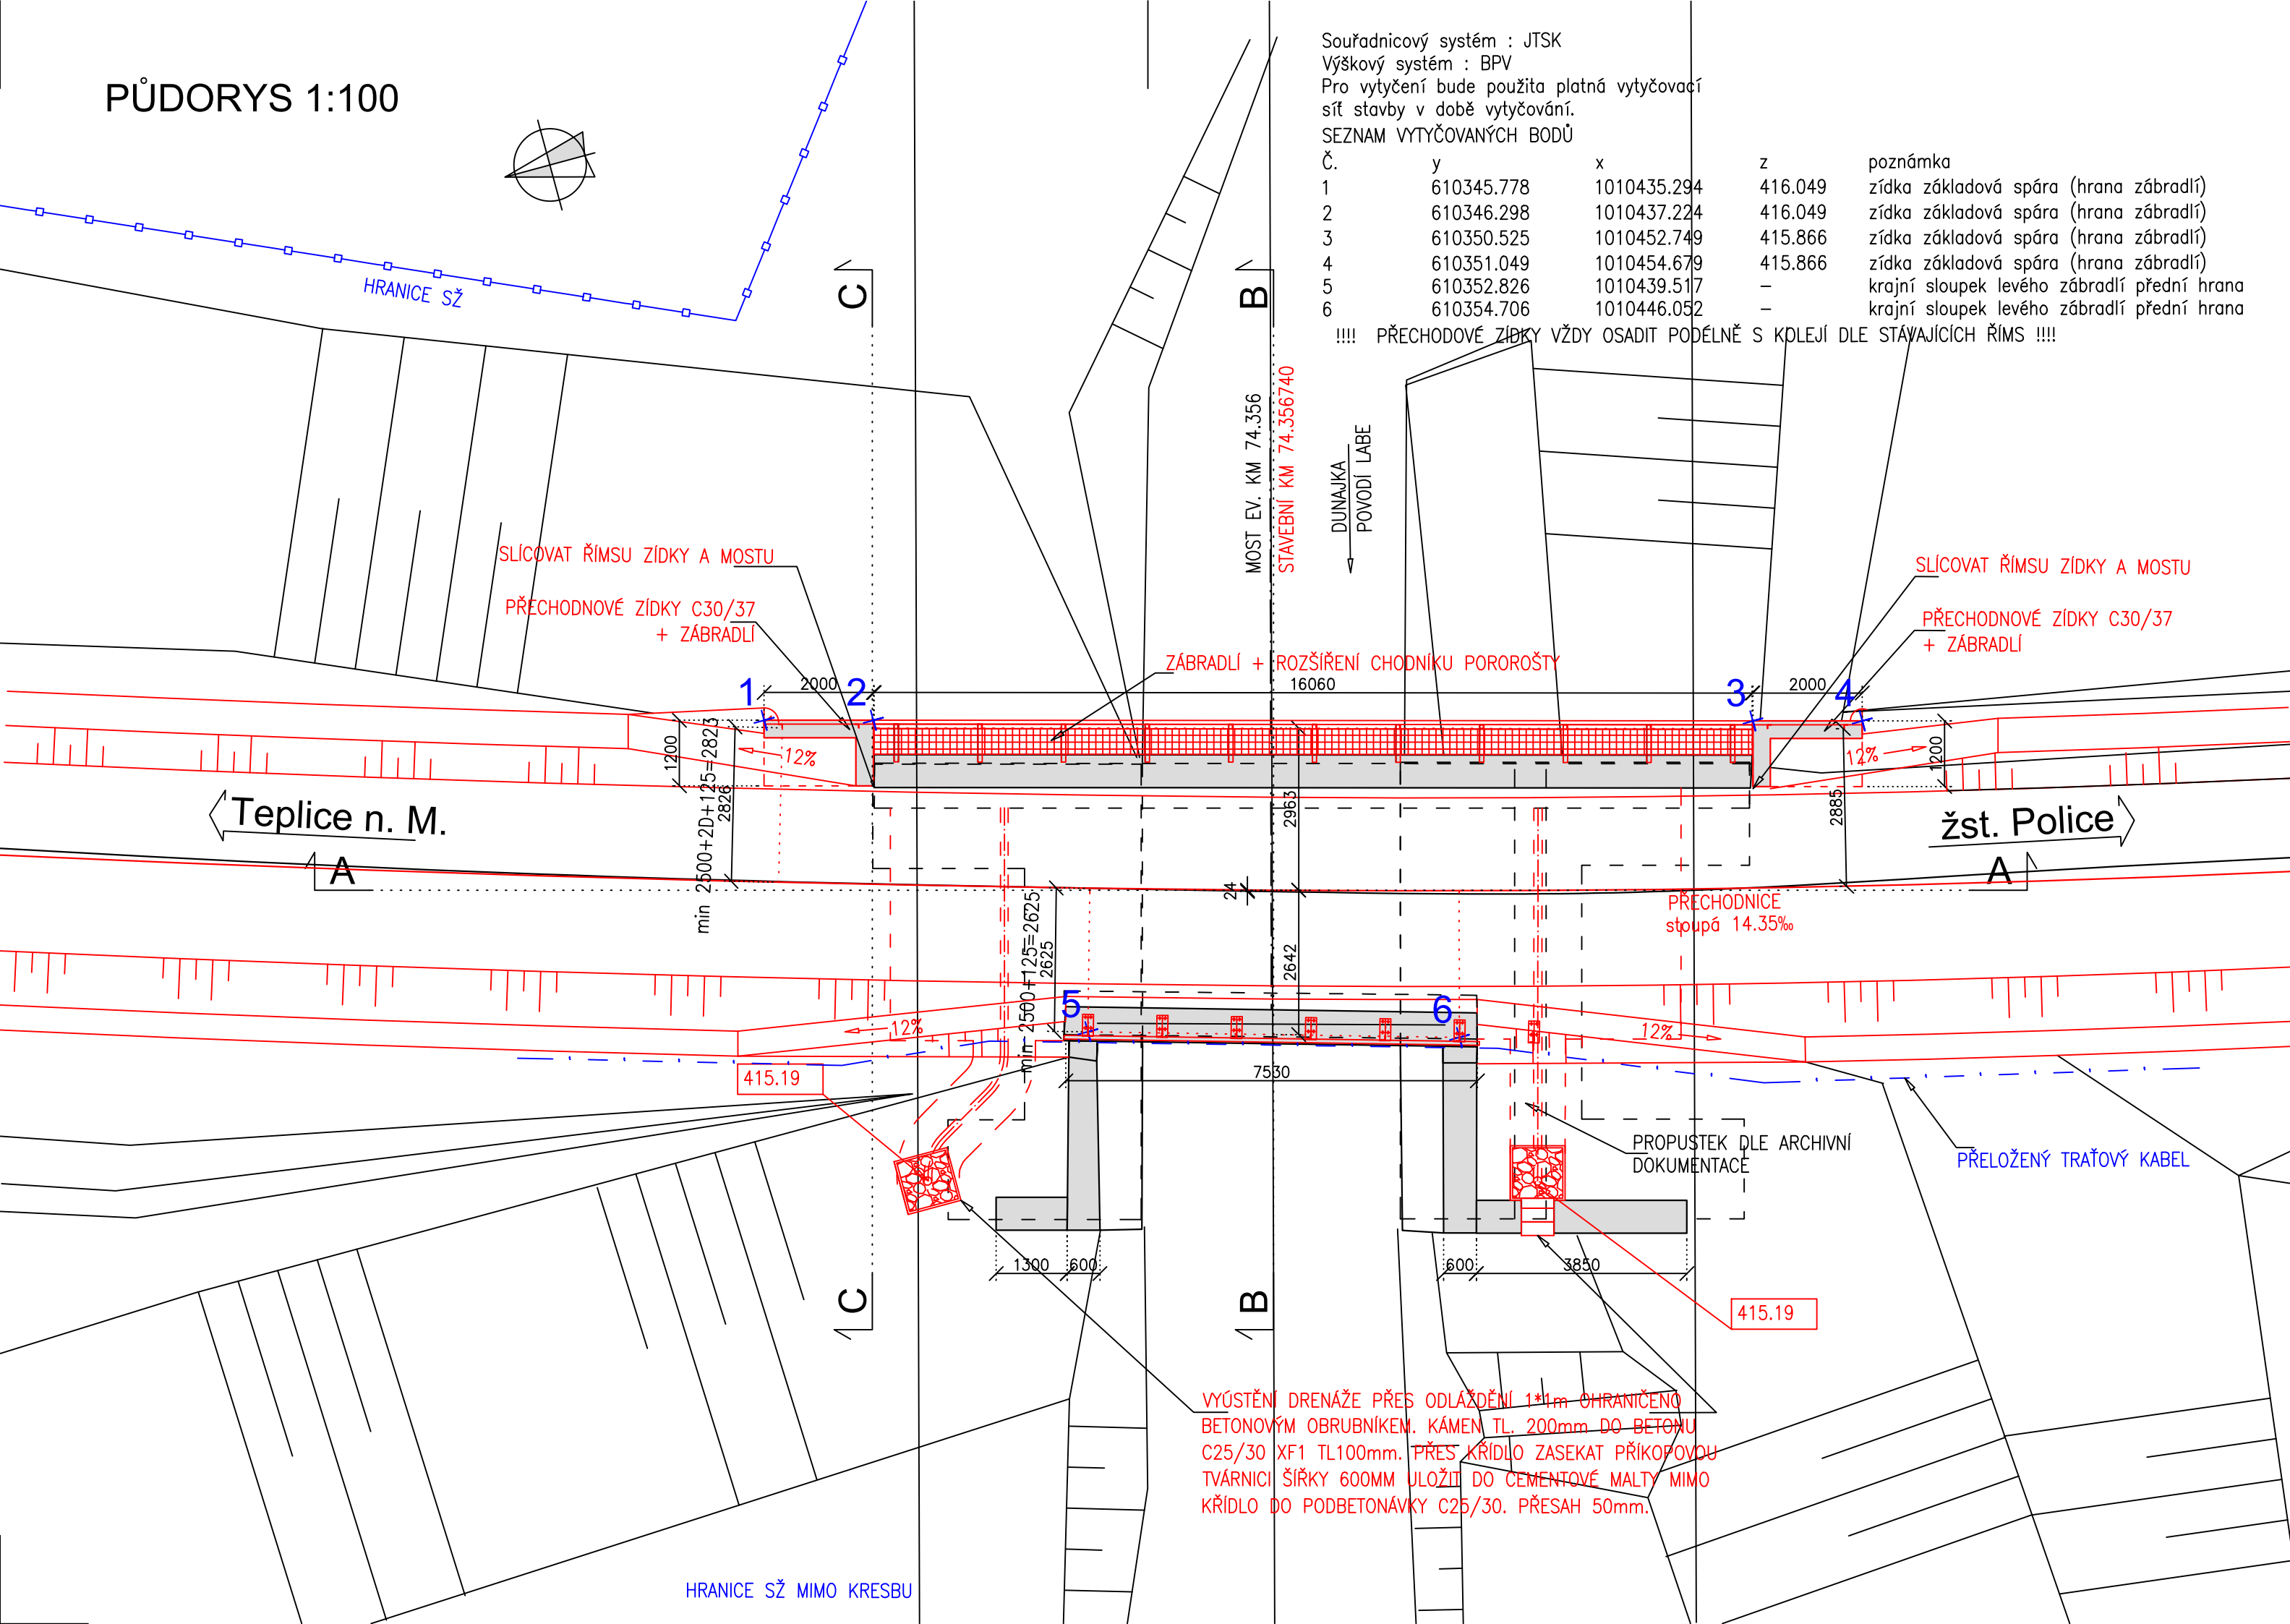 PŮDORYS 1:100
Souřadnicový systém : JTSK
Výškový systém : BPV
Pro vytyčení bude použita platná vytyčovací
síť stavby v době vytyčování.
SEZNAM VYTYČOVANÝCH BODŮ
Č. y x z poznámka
1 610345.778 1010435.294 416.049 zídka základová spára (hrana zábradlí)
2 610346.298 1010437.224 416.049 zídka základová spára (hrana zábradlí)
3 610350.525 1010452.749 415.866 zídka základová spára (hrana zábradlí)
4 610351.049 1010454.679 415.866 zídka základová spára (hrana zábradlí)
5 610352.826 1010439.517 – krajní sloupek levého zábradlí přední hrana
6 610354.706 1010446.052 – krajní sloupek levého zábradlí přední hrana
!!!! PŘECHODOVÉ ZÍDKY VŽDY OSADIT PODÉLNĚ S KOLEJÍ DLE STÁVAJÍCÍCH ŘÍMS !!!!
HRANICE SŽ
C
B
MOST EV. KM 74.356
STAVEBNÍ KM 74.356740
DUNAJKA
POVODÍ LABE
SLÍCOVAT ŘÍMSU ZÍDKY A MOSTU
PŘECHODNOVÉ ZÍDKY C30/37
+ ZÁBRADLÍ
SLÍCOVAT ŘÍMSU ZÍDKY A MOSTU
PŘECHODNOVÉ ZÍDKY C30/37
+ ZÁBRADLÍ
ZÁBRADLÍ + ROZŠÍŘENÍ CHODNÍKU POROROŠTY
1
2000
2
16060
3
2000
4
1200
12%
min 2500+2D+125=2823
2826
2963
12%
1200
2885
Teplice n. M.
žst. Police
A
A
24
PŘECHODNICE
stoupá 14.35‰
min 2500+125=2625
2625
2642
5
6
12%
12%
415.19
7530
PROPUSTEK DLE ARCHIVNÍ
DOKUMENTACE
PŘELOŽENÝ TRAŤOVÝ KABEL
1300
600
600
3850
C
B
415.19
VYÚSTĚNÍ DRENÁŽE PŘES ODLÁŽDĚNÍ 1*1m OHRANIČENO
BETONOVÝM OBRUBNÍKEM. KÁMEN TL. 200mm DO BETONU
C25/30 XF1 TL100mm. PŘES KŘÍDLO ZASEKAT PŘÍKOPOVOU
TVÁRNICI ŠÍŘKY 600MM ULOŽIT DO CEMENTOVÉ MALTY MIMO
KŘÍDLO DO PODBETONÁVKY C25/30. PŘESAH 50mm.
HRANICE SŽ MIMO KRESBU